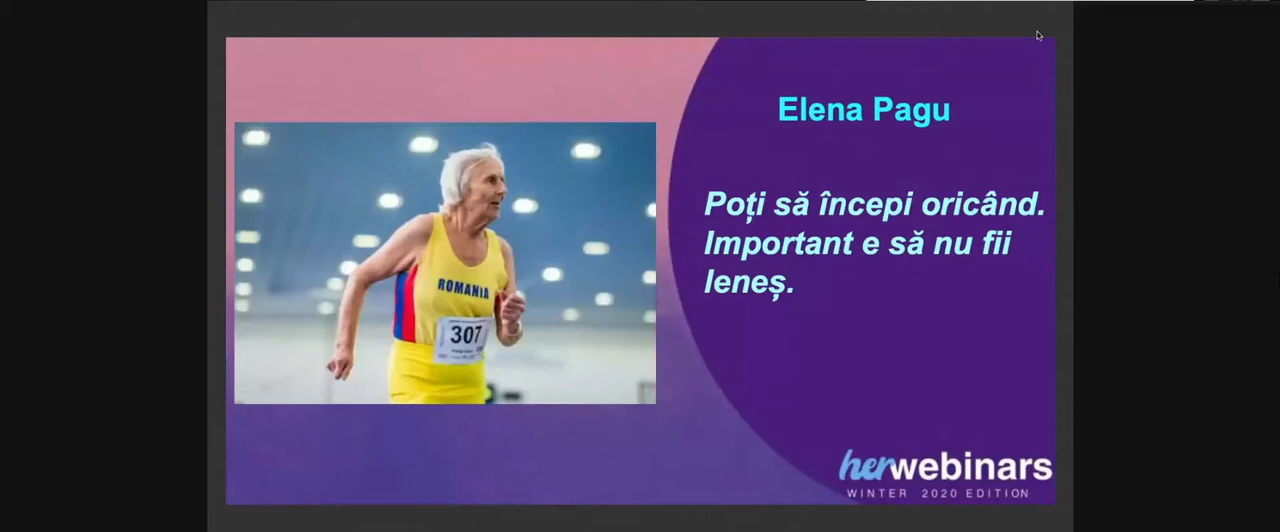 Elena Pagu
Poți să începi oricând.
Important e să nu fii
leneș.
ROMANIA
307
herwebinars
WINTER 2020 EDITION